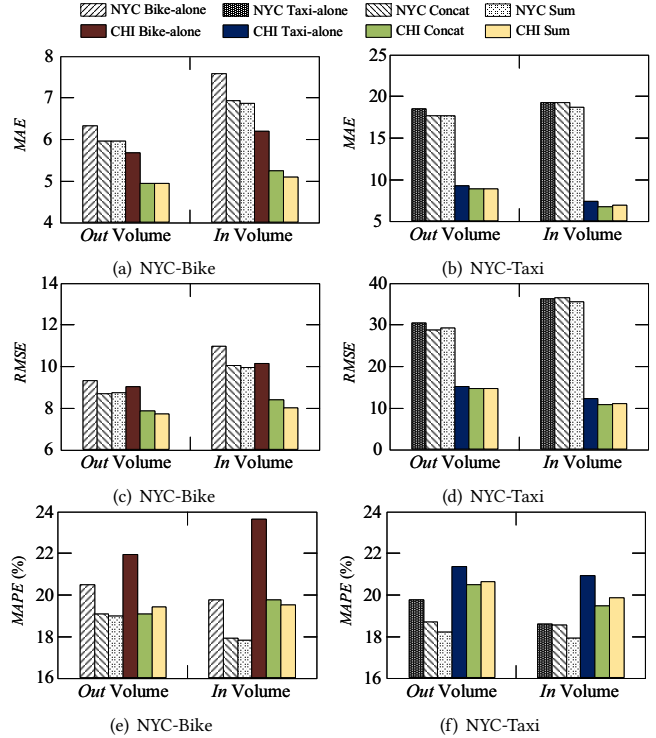 NYC Bike-alone NYC Taxi-alone NYC Concat NYC Sum
CHI Bike-alone CHI Taxi-alone CHI Concat CHI Sum
8
7
6
5
4
MAE
Out Volume In Volume
(a) NYC-Bike
25
20
15
10
5
MAE
Out Volume In Volume
(b) NYC-Taxi
14
12
10
8
6
RMSE
Out Volume In Volume
(c) NYC-Bike
40
30
20
10
0
RMSE
Out Volume In Volume
(d) NYC-Taxi
24
22
20
18
16
MAPE (%)
Out Volume In Volume
(e) NYC-Bike
24
22
20
18
16
MAPE (%)
Out Volume In Volume
(f) NYC-Taxi